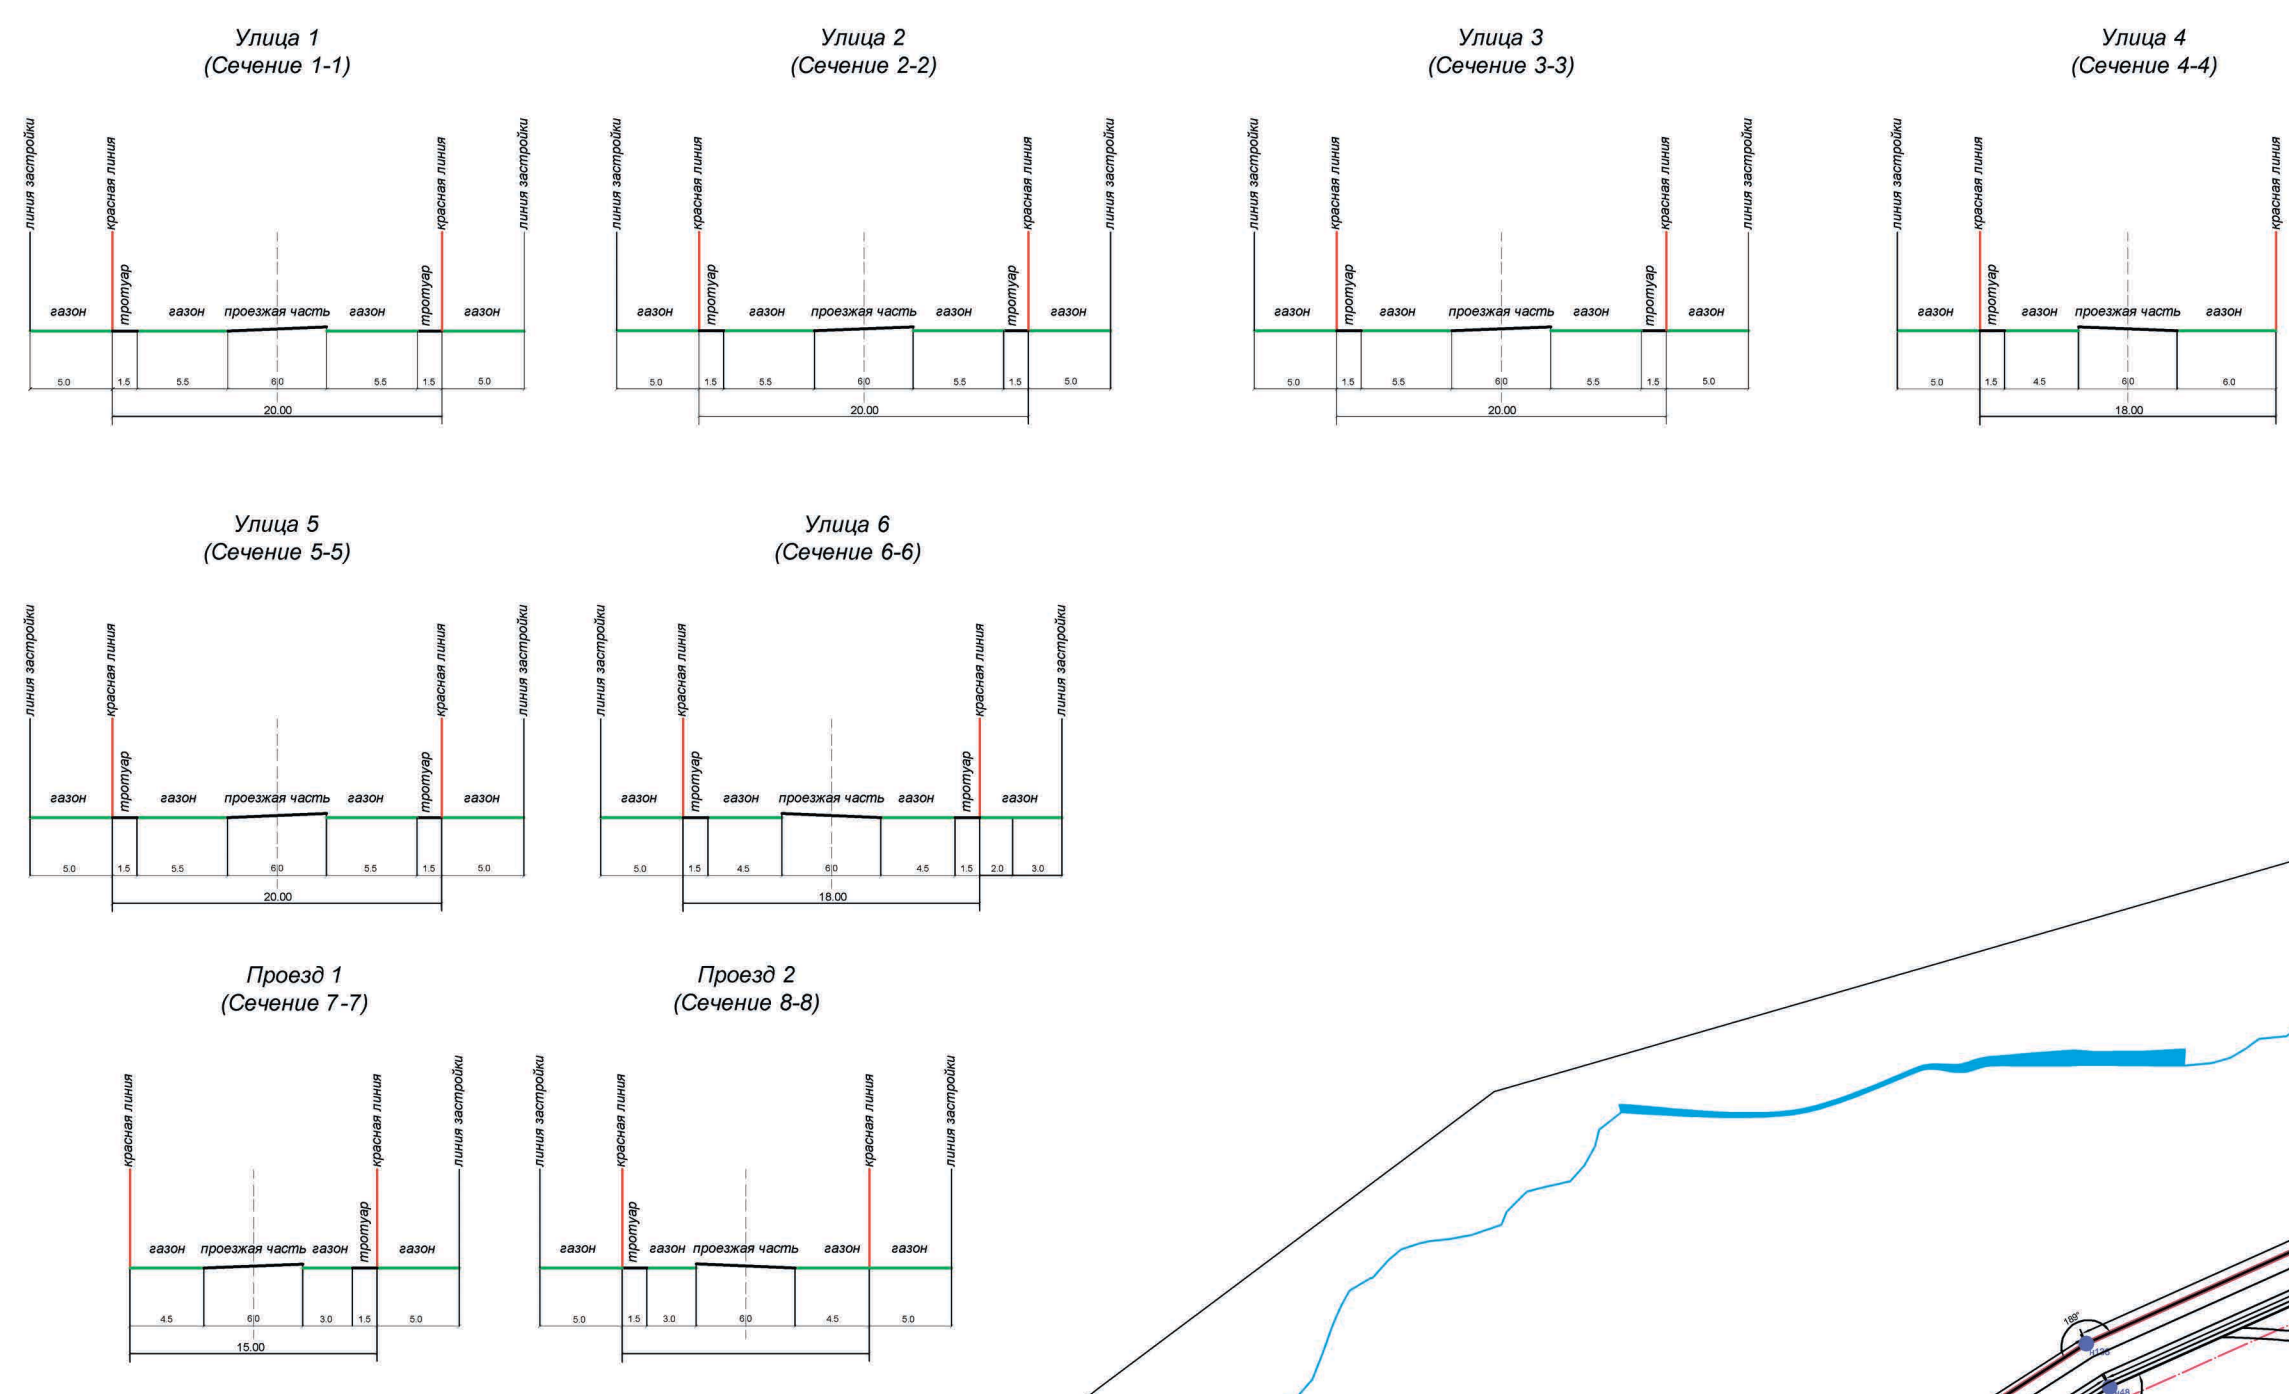 Улица 1
(Сечение 1-1)
линия застройки
красная линия
красная линия
линия застройки
газон
тротуар
газон
проезжая часть
газон
тротуар
газон
5.0
1.5
5.5
6.0
5.5
1.5
5.0
20.00
Улица 2
(Сечение 2-2)
линия застройки
красная линия
красная линия
линия застройки
газон
тротуар
газон
проезжая часть
газон
тротуар
газон
5.0
1.5
5.5
6.0
5.5
1.5
5.0
20.00
Улица 3
(Сечение 3-3)
линия застройки
красная линия
красная линия
линия застройки
газон
тротуар
газон
проезжая часть
газон
тротуар
газон
5.0
1.5
5.5
6.0
5.5
1.5
5.0
20.00
Улица 4
(Сечение 4-4)
линия застройки
красная линия
красная линия
газон
тротуар
газон
проезжая часть
газон
5.0
1.5
4.5
6.0
6.0
18.00
Улица 5
(Сечение 5-5)
линия застройки
красная линия
красная линия
линия застройки
газон
тротуар
газон
проезжая часть
газон
тротуар
газон
5.0
1.5
5.5
6.0
5.5
1.5
5.0
20.00
Улица 6
(Сечение 6-6)
линия застройки
красная линия
красная линия
линия застройки
газон
тротуар
газон
проезжая часть
газон
тротуар
газон
5.0
1.5
4.5
6.0
4.5
1.5
2.0
3.0
18.00
Проезд 1
(Сечение 7-7)
красная линия
красная линия
линия застройки
газон
проезжая часть
газон
тротуар
газон
4.5
6.0
3.0
1.5
5.0
15.00
Проезд 2
(Сечение 8-8)
линия застройки
красная линия
красная линия
линия застройки
газон
тротуар
газон
проезжая часть
газон
газон
5.0
1.5
3.0
6.0
4.5
5.0
189°